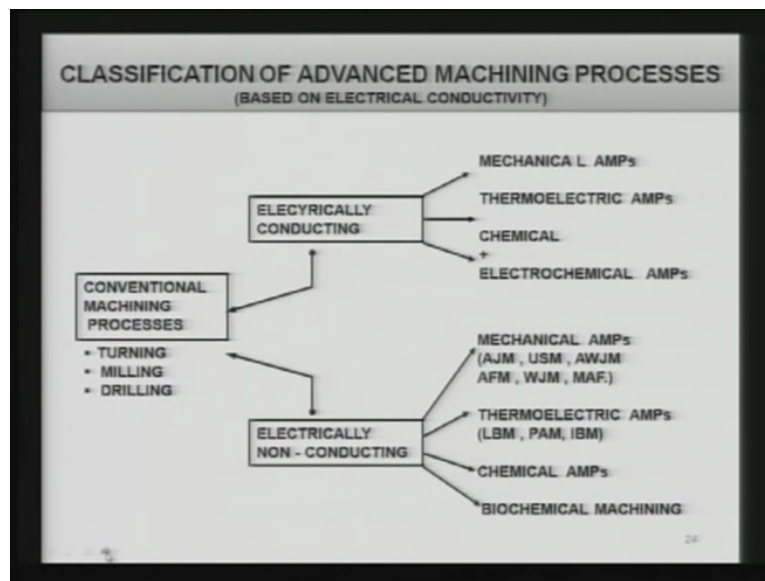 CLASSIFICATION OF ADVANCED MACHINING PROCESSES
(BASED ON ELECTRICAL CONDUCTIVITY)
MECHANICA L AMPs
THERMOELECTRIC AMPs
CHEMICAL
+
ELECTROCHEMICAL AMPs
ELECYRICALLY
CONDUCTING
CONVENTIONAL
MACHINING
PROCESSES
• TURNING
• MILLING
• DRILLING
MECHANICAL AMPs
(AJM , USM , AWJM
AFM , WJM , MAF.)
THERMOELECTRIC AMPs
(LBM , PAM, IBM)
CHEMICAL AMPs
BIOCHEMICAL MACHINING
ELECTRICALLY
NON - CONDUCTING
24